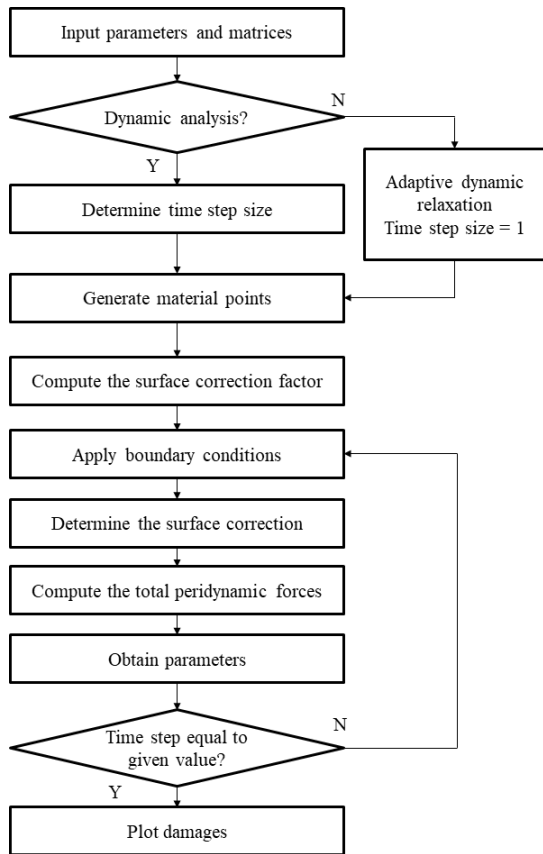 Input parameters and matrices
Dynamic analysis?
N
Y
Determine time step size
Adaptive dynamic
relaxation
Time step size = 1
Generate material points
Compute the surface correction factor
Apply boundary conditions
Determine the surface correction
Compute the total peridynamic forces
Obtain parameters
Time step equal to
given value?
N
Y
Plot damages